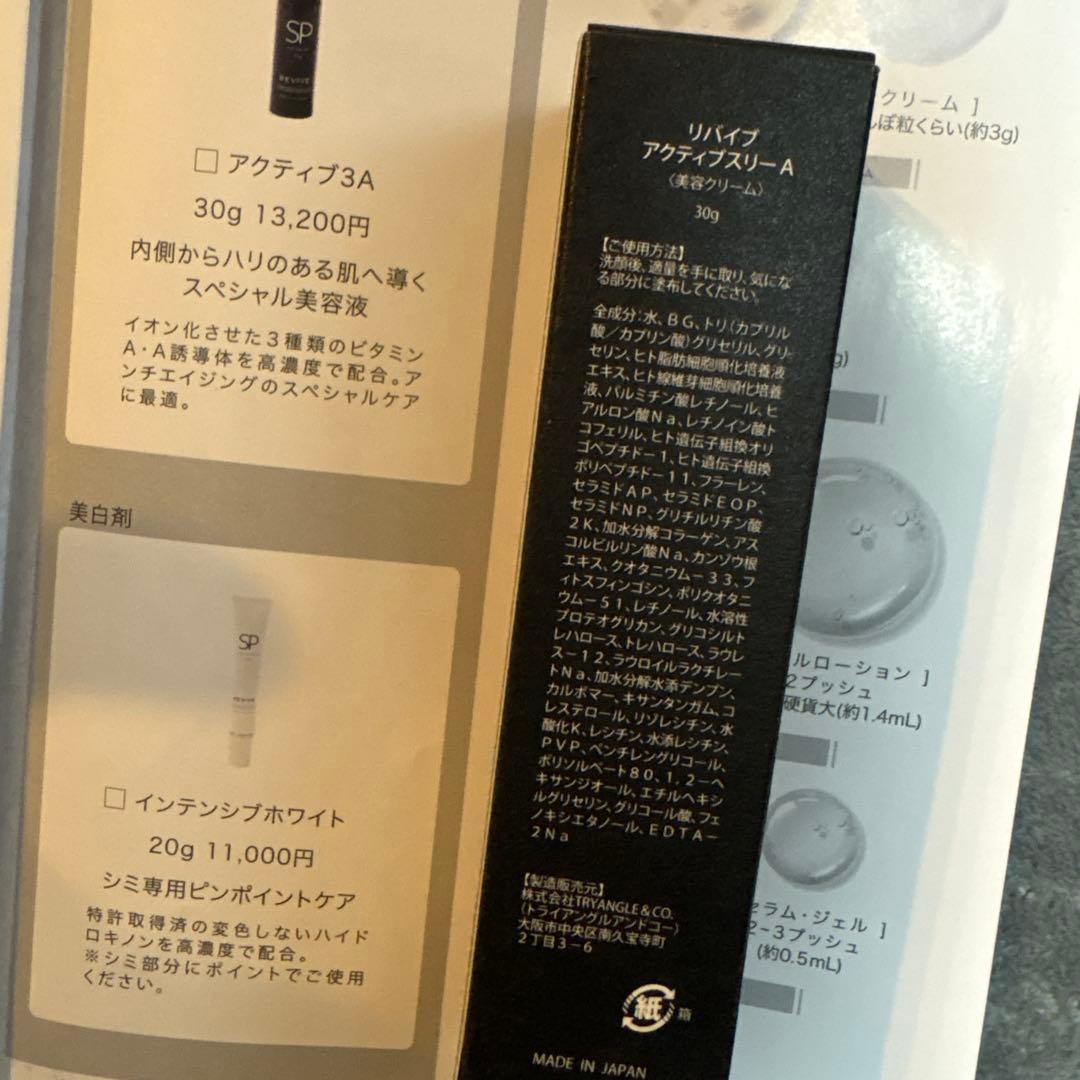 SP
REVIVE
□ アクティブ3A
30g 13,200円
内側からハリのある肌へ導く
スペシャル美容液
イオン化させた3種類のビタミン
A・A誘導体を高濃度で配合。ア
ンチエイジングのスペシャルケア
に最適。
美白剤
SP
REVIVE
□ インテンシブホワイト
20g 11,000円
シミ専用ピンポイントケア
特許取得済の変色しないハイド
ロキノンを高濃度で配合。
※シミ部分にポイントでご使用
ください。
リバイブ
アクティブスリーA
〈美容クリーム〉
30g
【ご使用方法】
洗顔後、適量を手に取り、気にな
る部分に塗布してください。
全成分:水、BG、トリ(カプリル
酸/カプリン酸)グリセリル、グリ
セリン、ヒト脂肪細胞順化培養液
エキス、ヒト線維芽細胞順化培養
液、パルミチン酸レチノール、ヒ
アルロン酸Na、レチノイン酸ト
コフェリル、ヒト遺伝子組換オリ
ゴペプチド-1、ヒト遺伝子組換
ポリペプチド-11、フラーレン、
セラミドAP、セラミドEOP、
セラミドNP、グリチルリチン酸
2K、加水分解コラーゲン、アス
コルビルリン酸Na、カンゾウ根
エキス、クオタニウム-33、フ
ィトスフィンゴシン、ポリクオタニ
ウム-51、レチノール、水溶性
プロテオグリカン、グリコシルト
レハロース、トレハロース、ラウレ
ス-12、ラウロイルラクチレー
トNa、加水分解水添デンプン、
カルボマー、キサンタンガム、コ
レステロール、リゾレシチン、水
酸化K、レシチン、水添レシチン、
PVP、ペンチレングリコール、
ポリソルベート80、1,2-ヘ
キサンジオール、エチルヘキシ
ルグリセリン、グリコール酸、フェ
ノキシエタノール、EDTA-
2Na
【製造販売元】
株式会社TRYANGLE&CO.
(トライアングルアンドコー)
大阪市中央区南久宝寺町
2丁目3-6
紙 箱
MADE IN JAPAN
クリーム ]
んぼ粒くらい(約3g)
A
g)
ルローション ]
2プッシュ
硬貨大(約1.4mL)
セラム・ジェル ]
2~3プッシュ
(約0.5mL)